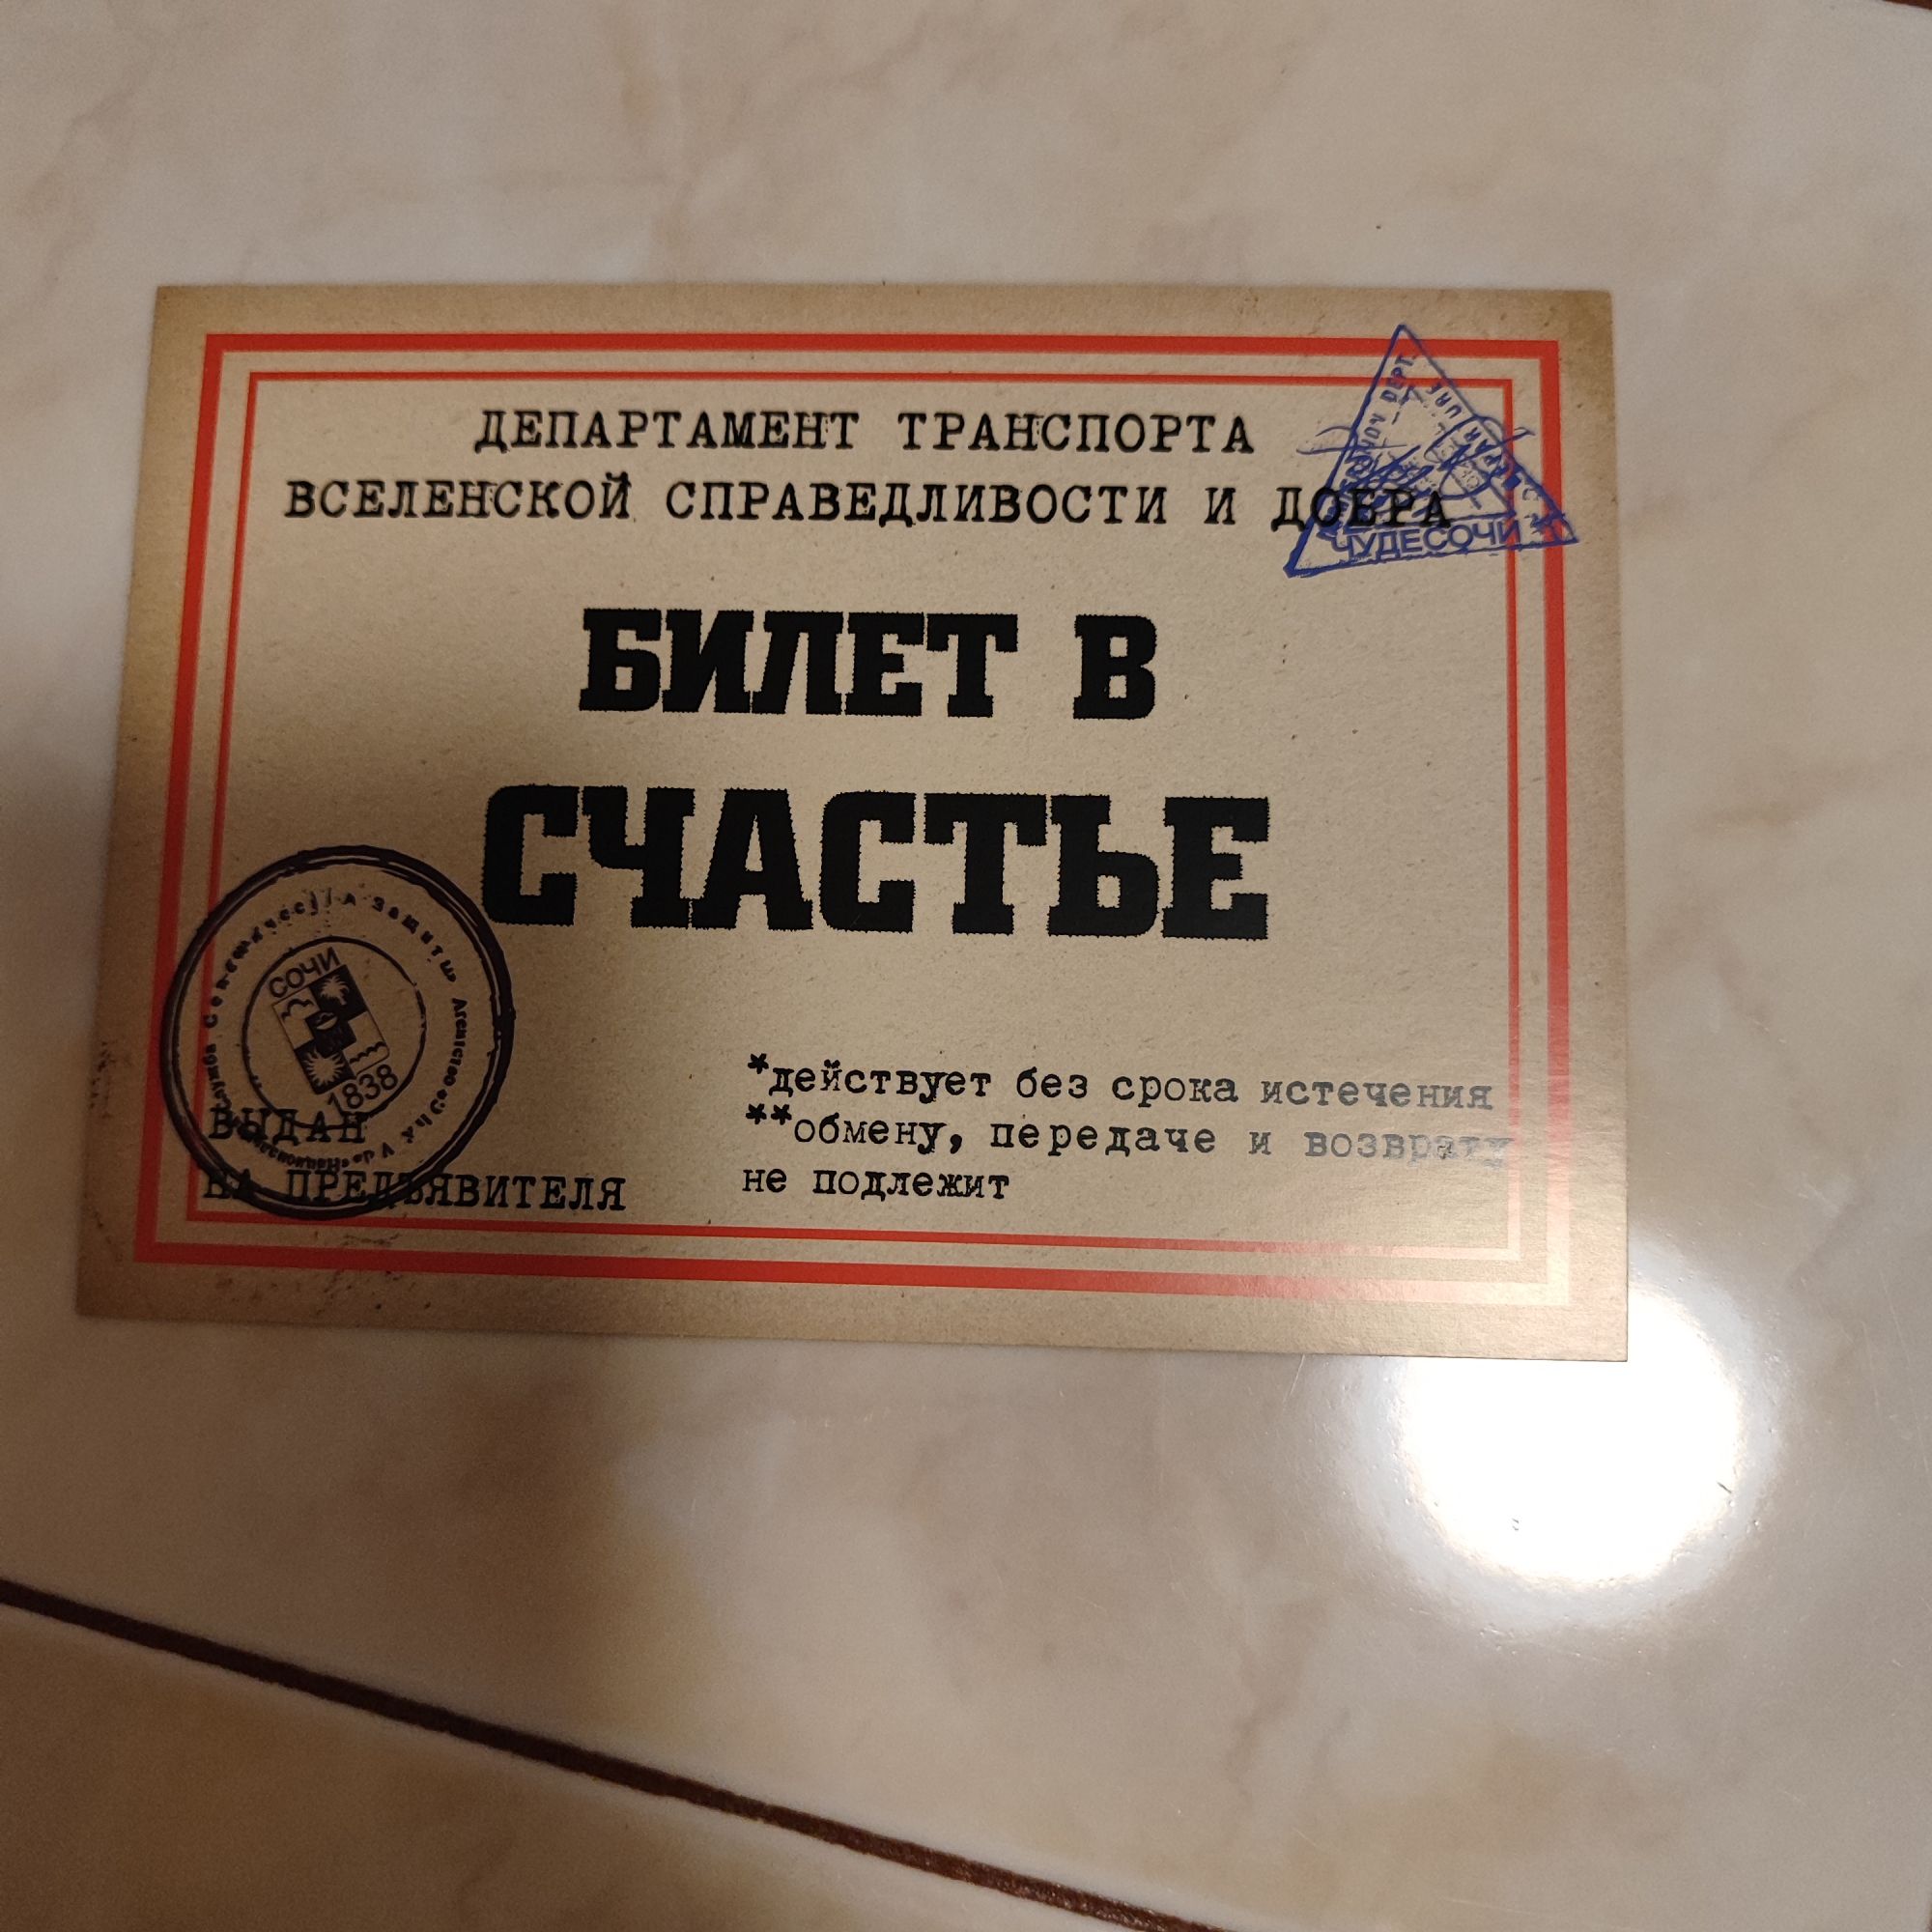 ДЕПАРТАМЕНТ ТРАНСПОРТА
ВСЕЛЕНСКОЙ СПРАВЕДЛИВОСТИ И ДОБРА
ЧУДЕСОЧИ
БИЛЕТ В
СЧАСТЬЕ
СОЧИ
1838
ВЫДАН
НА ПРЕДЪЯВИТЕЛЯ
*действует без срока истечения
**обмену, передаче и возврату
не подлежит